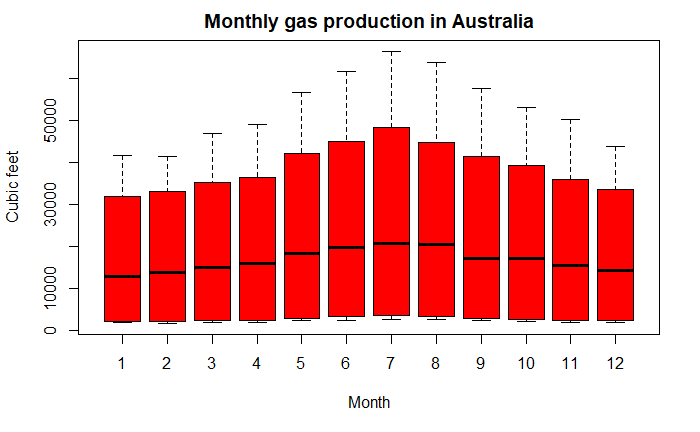 Monthly gas production in Australia
Cubic feet
50000
30000
10000
0
1 2 3 4 5 6 7 8 9 10 11 12
Month